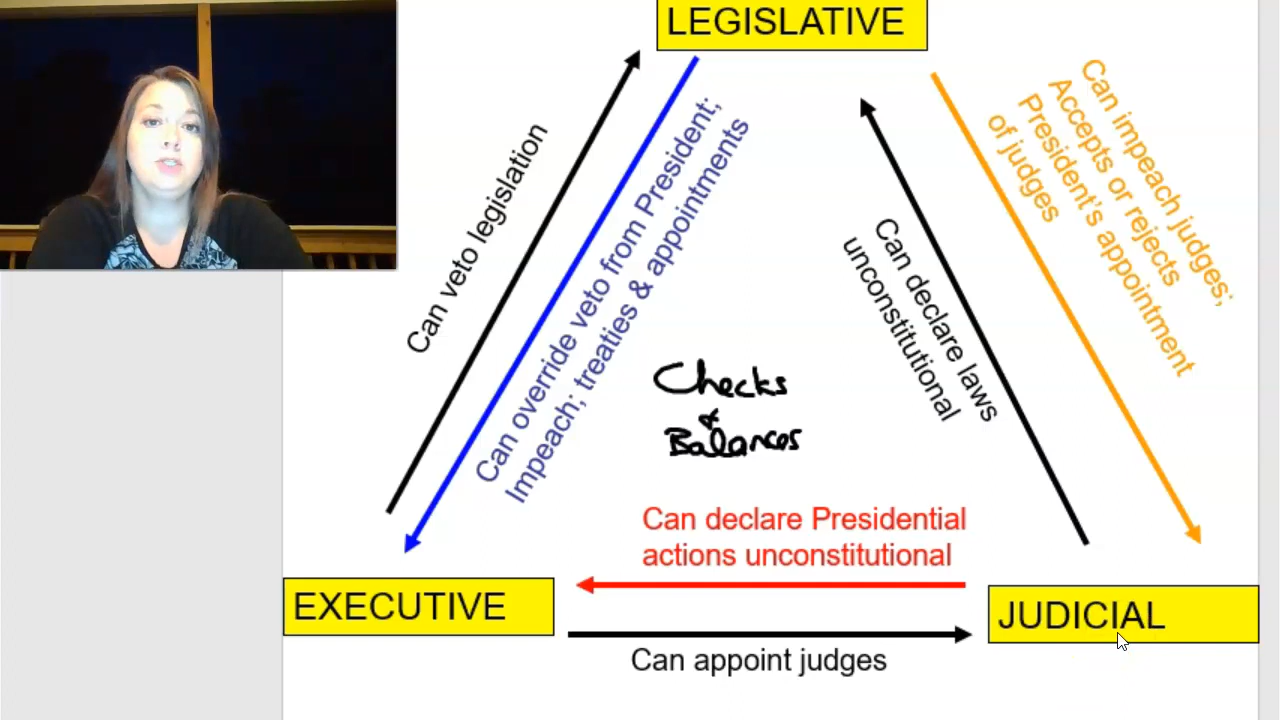 LEGISLATIVE
Can veto legislation
Can override veto from President;
Impeach; treaties & appointments
Can declare laws
unconstitutional
Can impeach judges;
Accepts or rejects
President's appointment
of judges
Checks
&
Balances
Can declare Presidential
actions unconstitutional
EXECUTIVE
JUDICIAL
Can appoint judges